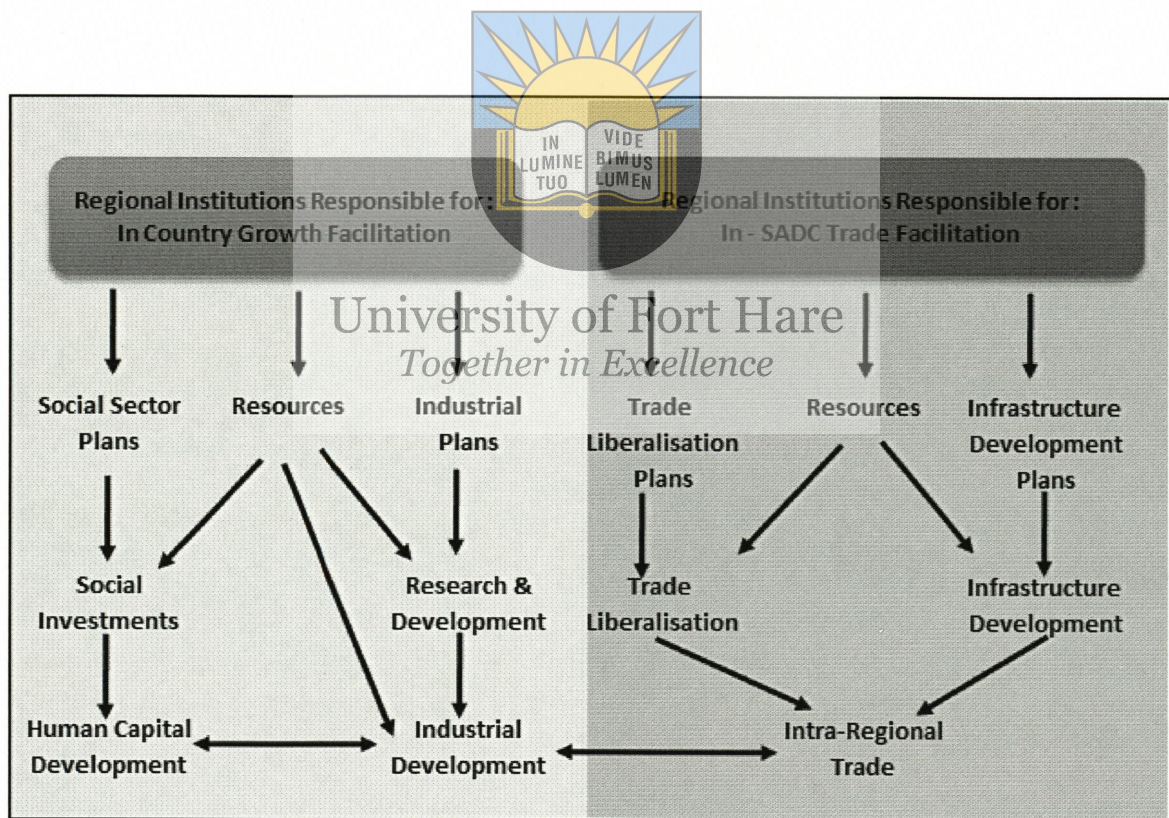 IN
LUMINE
TUO
VIDE
BIMUS
LUMEN
Regional Institutions Responsible for :
In Country Growth Facilitation
Regional Institutions Responsible for :
In - SADC Trade Facilitation
University of Fort Hare
Together in Excellence
Social Sector
Plans
Resources
Industrial
Plans
Trade
Liberalisation
Plans
Resources
Infrastructure
Development
Plans
Social
Investments
Research &
Development
Trade
Liberalisation
Infrastructure
Development
Human Capital
Development
Industrial
Development
Intra-Regional
Trade